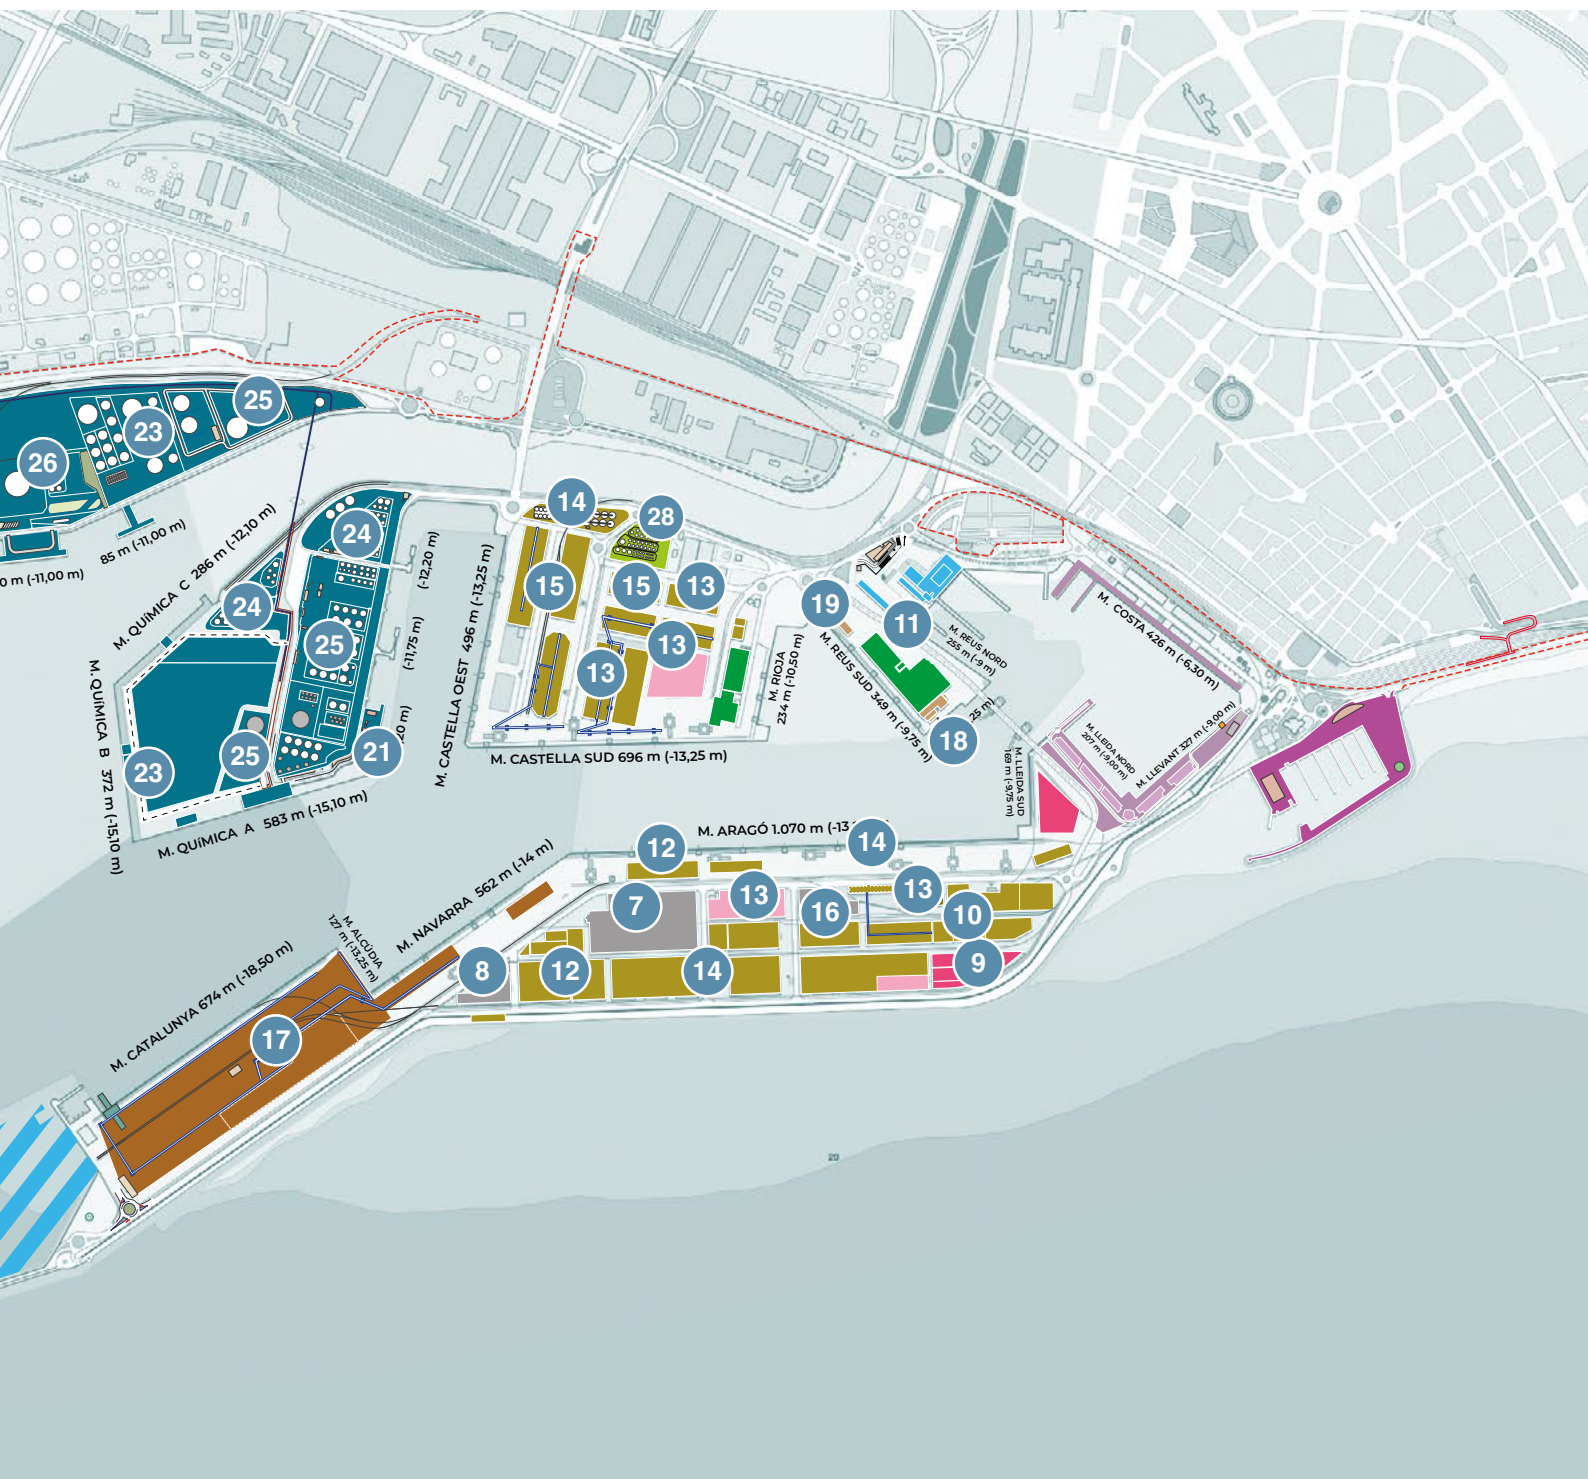 25
23
26
85 m (-11,00 m)
0 m (-11,00 m)
M. QUÍMICA C 286 m (-12,10 m)
24
24
25
25
23
21
(-12,20 m)
(-11,75 m)
20 m)
M. QUÍMICA B 372 m (-15,10 m)
M. QUÍMICA A 583 m (-15,10 m)
M. CASTELLA OEST 496 m (-13,25 m)
14
28
15
15
13
13
13
M. CASTELLA SUD 696 m (-13,25 m)
M. RIOJA
234 m (-10,50 m)
19
11
M. REUS NORD
255 m (-9 m)
M. REUS SUD 349 m (-9,75 m)
25 m)
18
M. COSTA 426 m (-6,30 m)
M. LLEIDA NORD
207 m (-9,00 m)
M. LLEVANT 327 m (-9,00 m)
M. LLEIDA SUD
169 m (-9,75 m)
M. ARAGÓ 1.070 m (-13
12
14
7
13
16
13
10
8
12
14
9
M. NAVARRA 562 m (-14 m)
M. ALCÚDIA
127 m (-13,25 m)
M. CATALUNYA 674 m (-18,50 m)
17
20